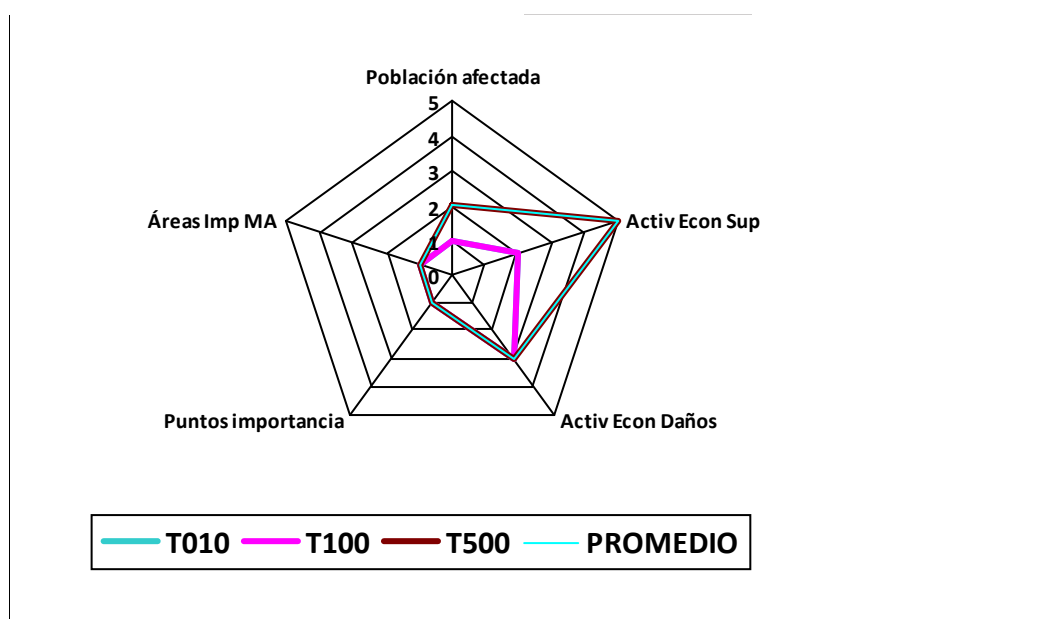 Población afectada
5
4
3
2
1
0
Áreas Imp MA
Activ Econ Sup
Puntos importancia
Activ Econ Daños
T010 T100 T500 PROMEDIO